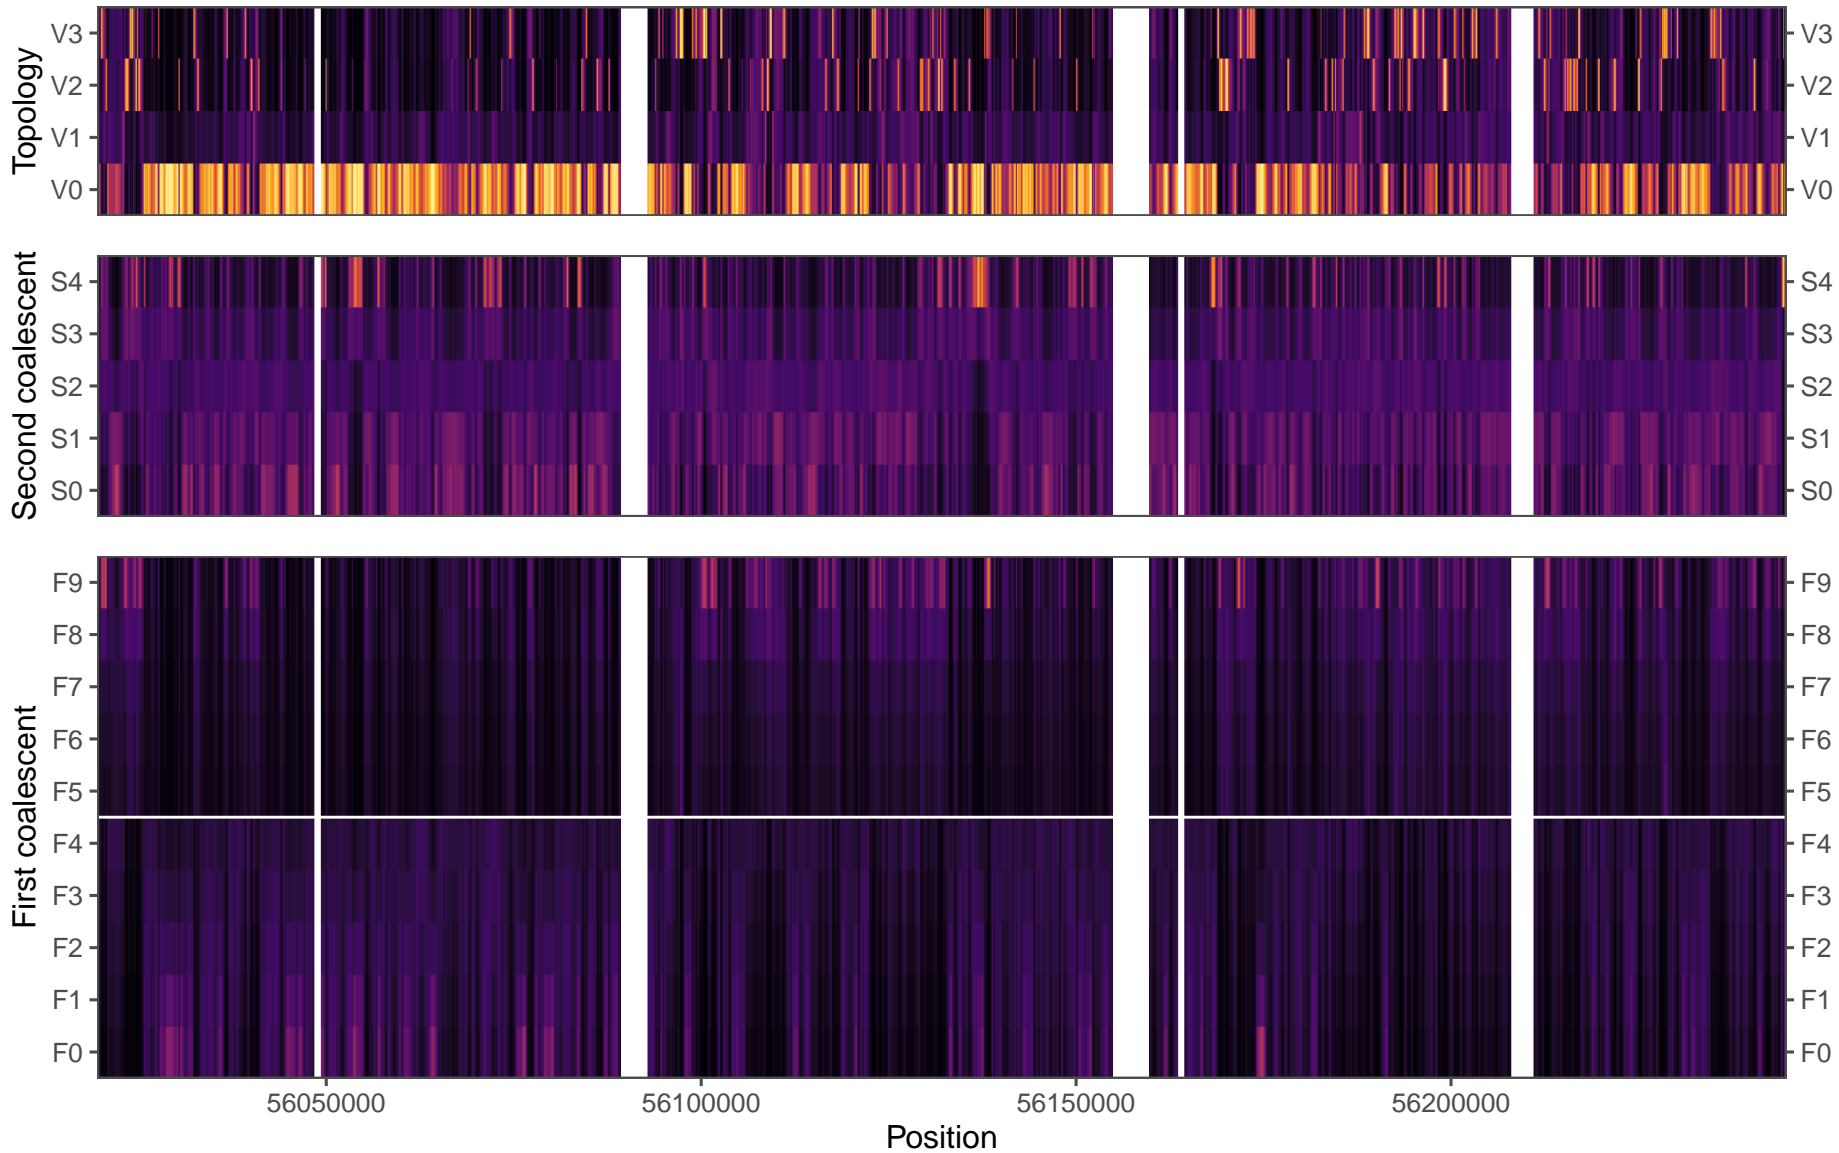 Topology
V3
V2
V1
V0
V3
V2
V1
V0
Second coalescent
S4
S3
S2
S1
S0
S4
S3
S2
S1
S0
First coalescent
F9
F8
F7
F6
F5
F4
F3
F2
F1
F0
F9
F8
F7
F6
F5
F4
F3
F2
F1
F0
56050000
56100000
56150000
56200000
Position